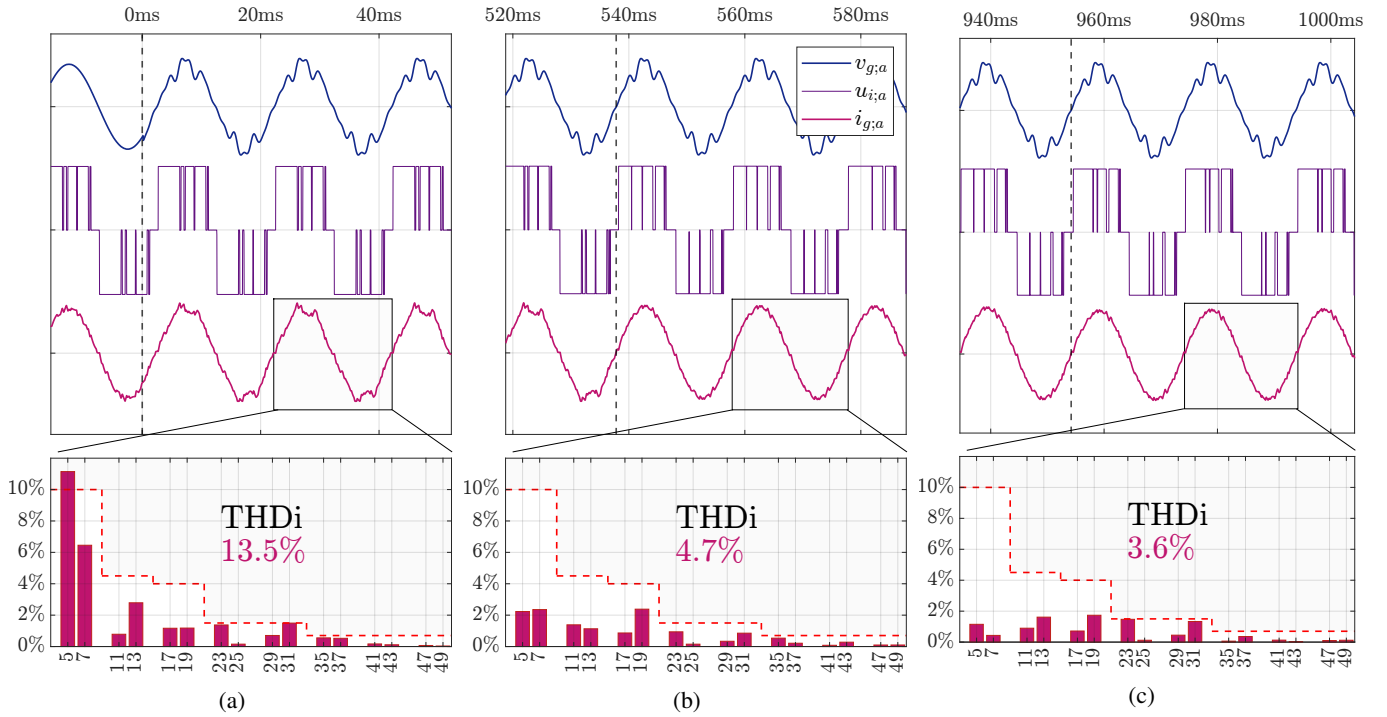 0ms 20ms 40ms
520ms 540ms 560ms 580ms
940ms 960ms 980ms 1000ms
v_{g;a}
u_{i;a}
i_{g;a}
10%
8%
6%
4%
2%
0%
THDi
13.5%
5 7 11 13 17 19 23 25 29 31 35 37 41 43 47 49
(a)
10%
8%
6%
4%
2%
0%
THDi
4.7%
5 7 11 13 17 19 23 25 29 31 35 37 41 43 47 49
(b)
10%
8%
6%
4%
2%
0%
THDi
3.6%
5 7 11 13 17 19 23 25 29 31 35 37 41 43 47 49
(c)